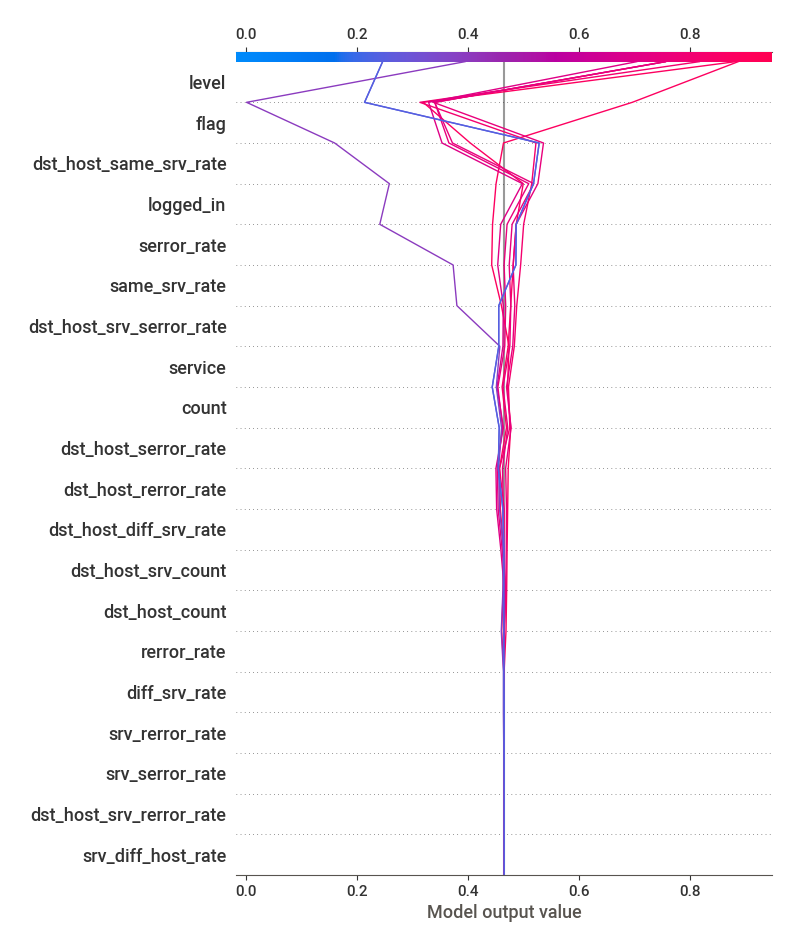 0.0 0.2 0.4 0.6 0.8
level
flag
dst_host_same_srv_rate
logged_in
serror_rate
same_srv_rate
dst_host_srv_serror_rate
service
count
dst_host_serror_rate
dst_host_rerror_rate
dst_host_diff_srv_rate
dst_host_srv_count
dst_host_count
rerror_rate
diff_srv_rate
srv_rerror_rate
srv_serror_rate
dst_host_srv_rerror_rate
srv_diff_host_rate
0.0 0.2 0.4 0.6 0.8
Model output value